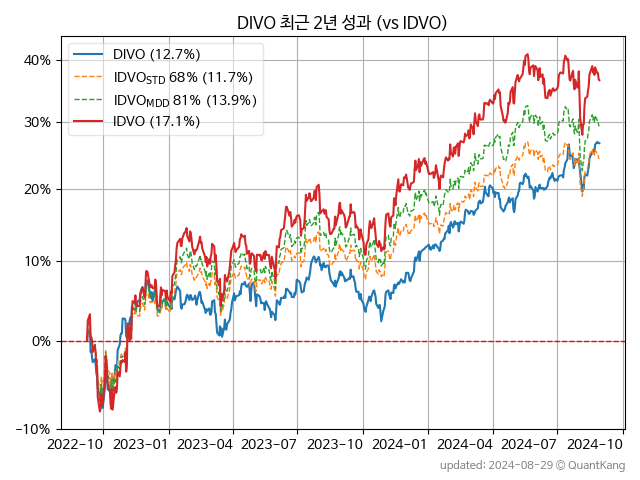 DIVO 최근 2년 성과 (vs IDVO)
DIVO (12.7%)
IDVO_STD 68% (11.7%)
IDVO_MDD 81% (13.9%)
IDVO (17.1%)
40%
30%
20%
10%
0%
−10%
2022-10 2023-01 2023-04 2023-07 2023-10 2024-01 2024-04 2024-07 2024-10
updated: 2024-08-29 © QuantKang